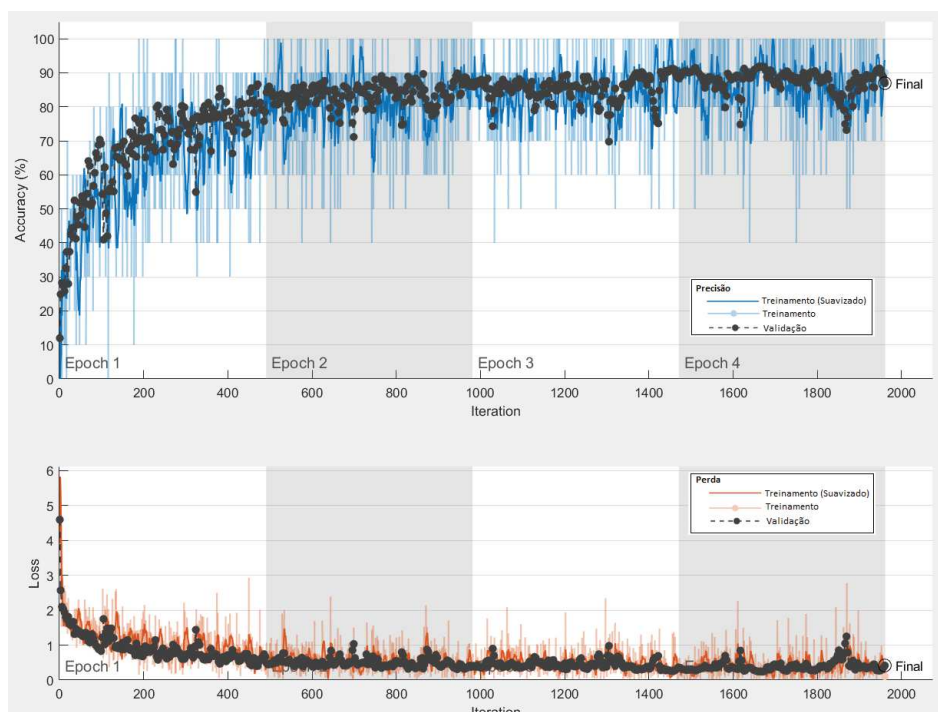 100
90
80
70
60
50
40
30
20
10
0
Accuracy (%)
Final
Precisão
Treinamento (Suavizado)
Treinamento
Validação
Epoch 1
Epoch 2
Epoch 3
Epoch 4
0 200 400 600 800 1000 1200 1400 1600 1800 2000
Iteration
6
5
4
3
2
1
0
Loss
Perda
Treinamento (Suavizado)
Treinamento
Validação
Epoch 1
Final
0 200 400 600 800 1000 1200 1400 1600 1800 2000
Iteration